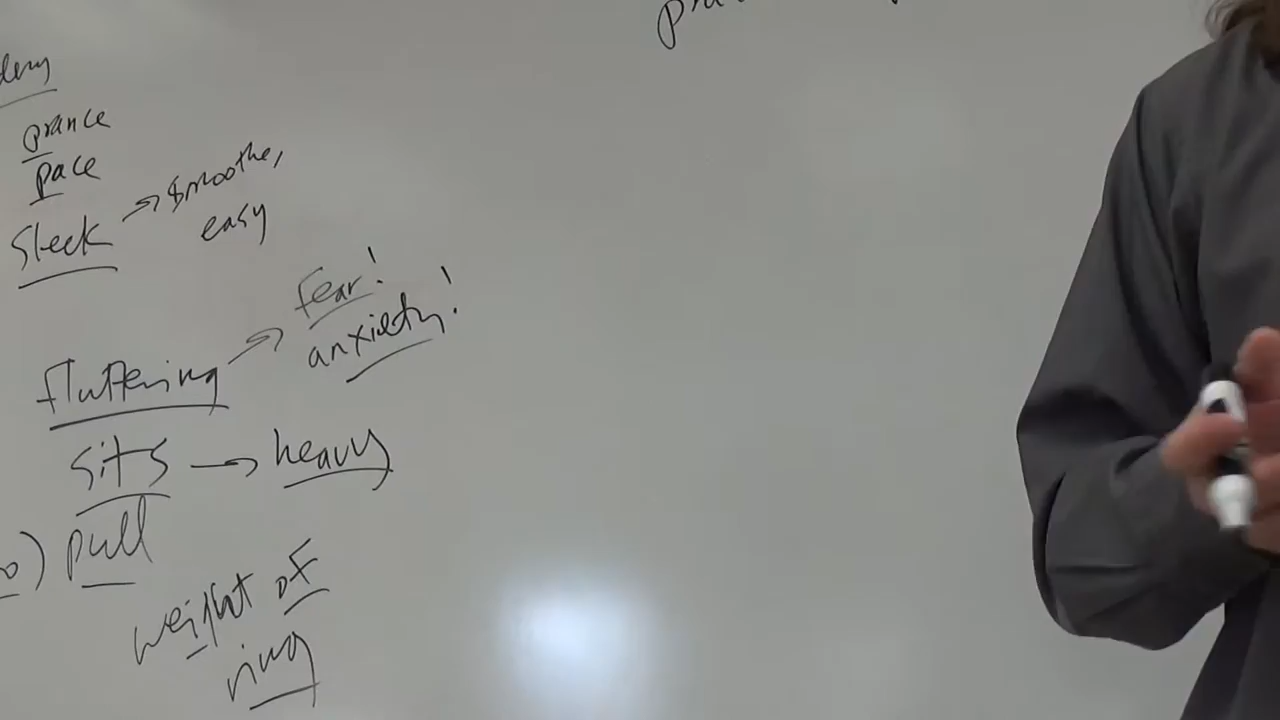 prance
pace
sleek → smoothe,
easy
fluttering → fear!
anxiety!
sits → heavy
pull
weight of
ring